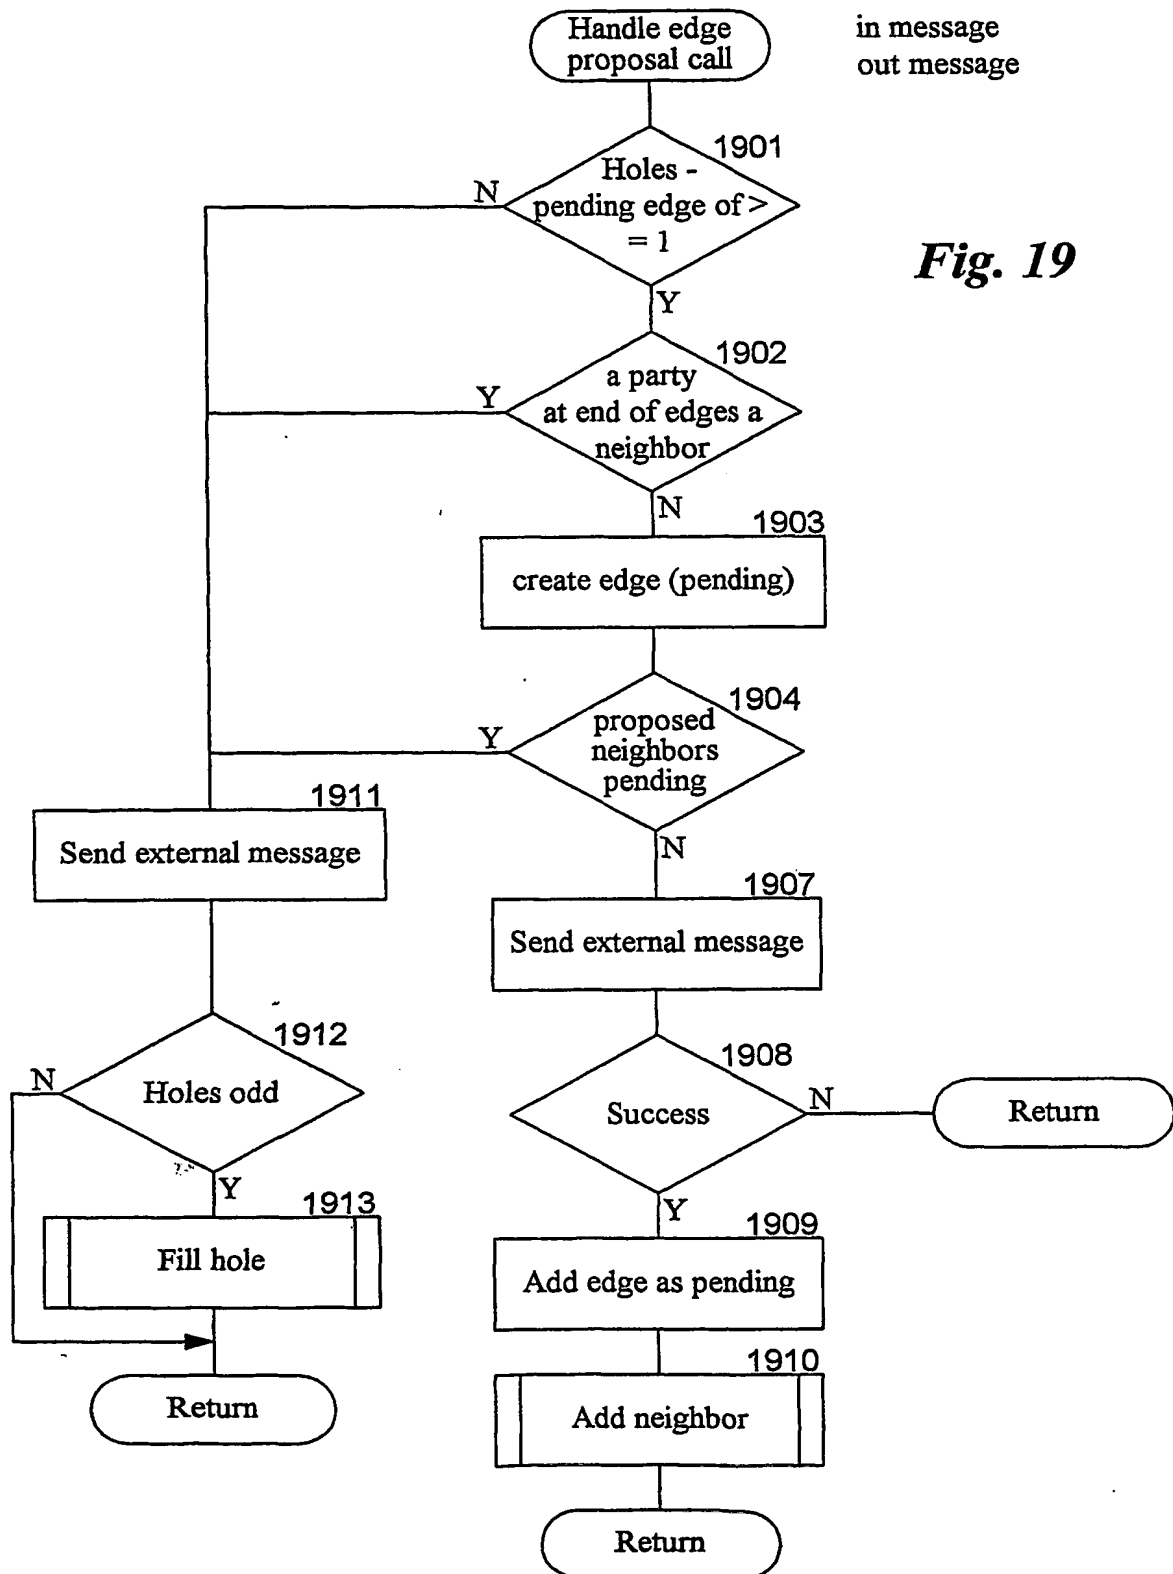 Handle edge
proposal call
in message
out message
1901
Holes -
pending edge of >
= 1
N
Y
Fig. 19
1902
a party
at end of edges a
neighbor
Y
N
1903
create edge (pending)
1904
proposed
neighbors
pending
Y
N
1911
Send external message
1907
Send external message
1912
Holes odd
N
Y
1908
Success
N
Return
Y
1913
Fill hole
1909
Add edge as pending
1910
Add neighbor
Return
Return